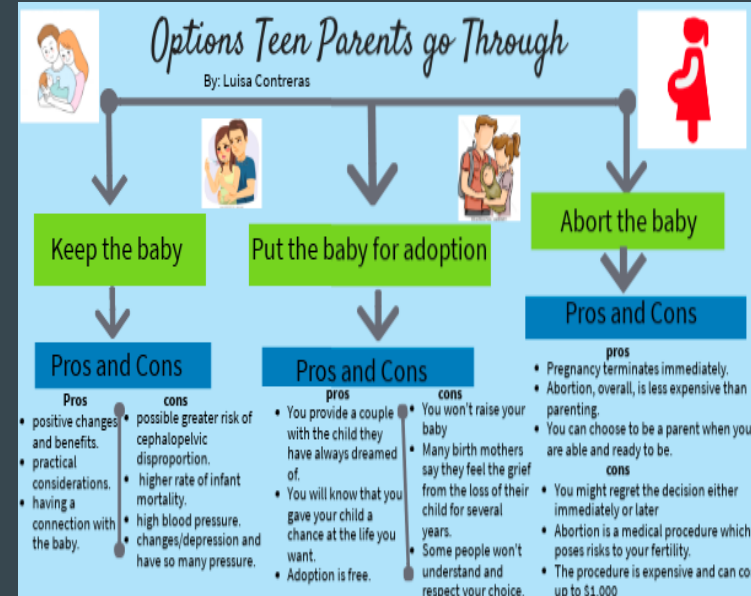 Options Teen Parents go Through
By: Luisa Contreras
Keep the baby
Put the baby for adoption
Abort the baby
Pros and Cons
Pros
• positive changes
and benefits.
• practical
considerations.
• having a
connection with
the baby.
cons
• possible greater risk of
cephalopelvic
disproportion.
• higher rate of infant
mortality.
• high blood pressure.
• changes/depression and
have so many pressure.
Pros and Cons
pros
• You provide a couple
with the child they
have always dreamed
of.
• You will know that you
gave your child a
chance at the life you
want.
• Adoption is free.
cons
• You won't raise your
baby
• Many birth mothers
say they feel the grief
from the loss of their
child for several
years.
• Some people won't
understand and
respect your choice.
Pros and Cons
pros
• Pregnancy terminates immediately.
• Abortion, overall, is less expensive than
parenting.
• You can choose to be a parent when you
are able and ready to be.
cons
• You might regret the decision either
immediately or later
• Abortion is a medical procedure which
poses risks to your fertility.
• The procedure is expensive and can
up to $1,000